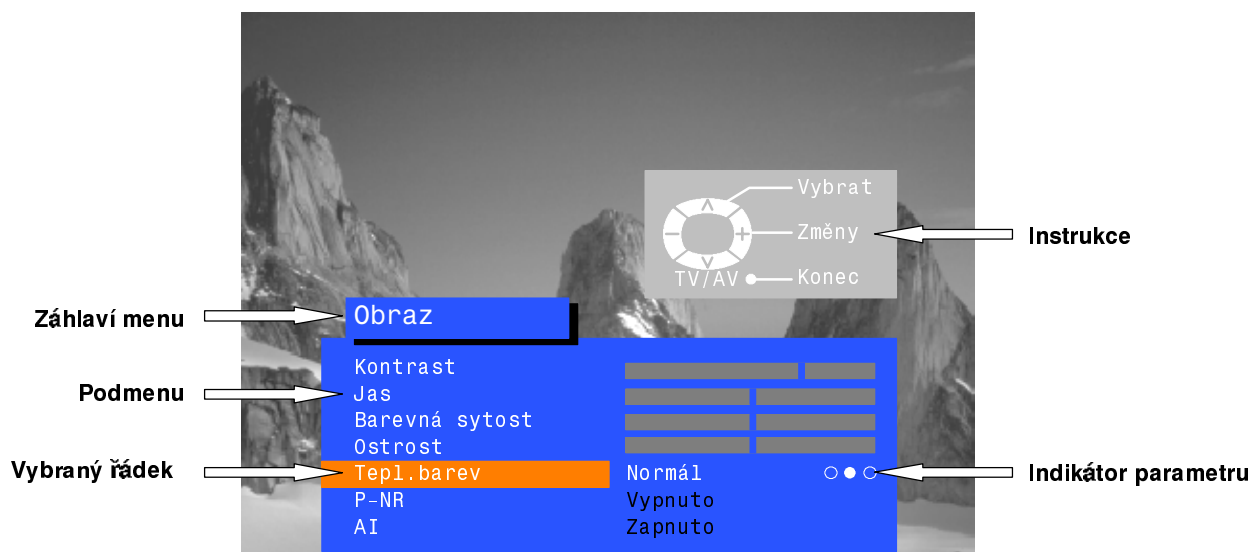 Vybrat
Změny
TV/AV Konec
Instrukce
Záhlaví menu
Obraz
Podmenu
Kontrast
Jas
Barevná sytost
Ostrost
Vybraný řádek
Tepl.barev Normál
Indikátor parametru
P-NR Vypnuto
AI Zapnuto